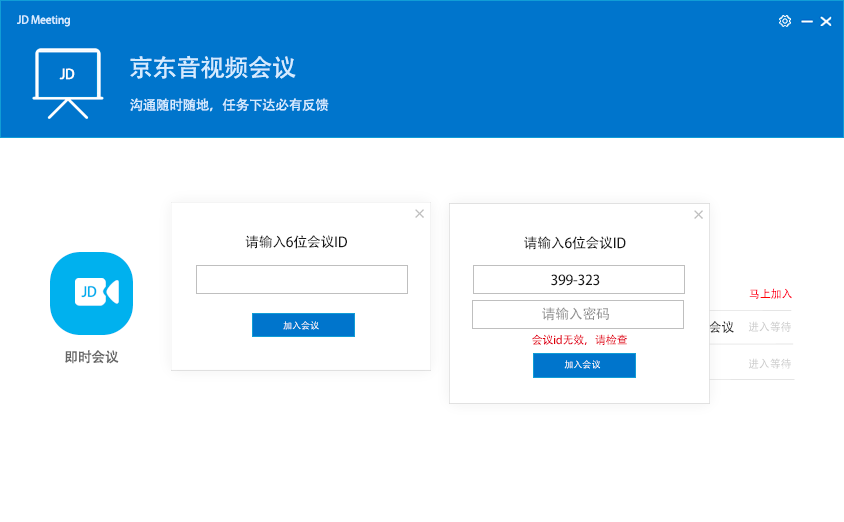 JD Meeting
JD
京东音视频会议
沟通随时随地，任务下达必有反馈
JD
即时会议
请输入6位会议ID
加入会议
请输入6位会议ID
399-323
请输入密码
会议id无效，请检查
加入会议
马上加入
会议 进入等待
进入等待